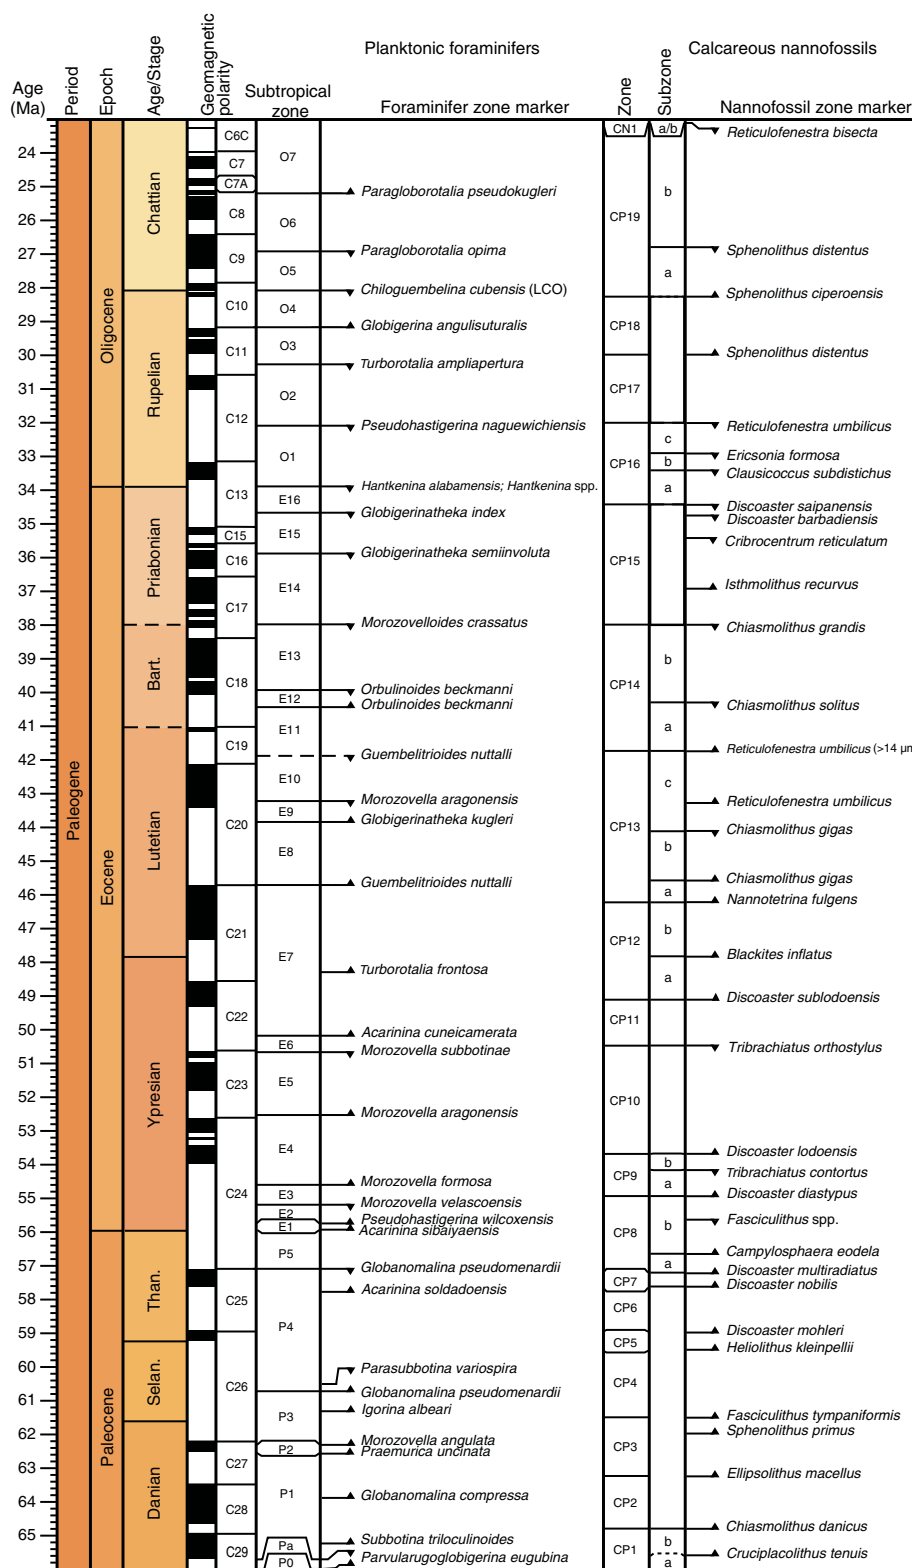 Planktonic foraminifers
Calcareous nannofossils
Age
(Ma)
Period
Epoch
Age/Stage
Geomagnetic
polarity
Subtropical
zone
Foraminifer zone marker
Zone
Subzone
Nannofossil zone marker
24
25
26
27
28
29
30
31
32
33
34
35
36
37
38
39
40
41
42
43
44
45
46
47
48
49
50
51
52
53
54
55
56
57
58
59
60
61
62
63
64
65
Paleogene
Oligocene
Eocene
Paleocene
Chattian
Rupelian
Priabonian
Bart.
Lutetian
Ypresian
Than.
Selan.
Danian
C6C
C7
C7A
C8
C9
C10
C11
C12
C13
C15
C16
C17
C18
C19
C20
C21
C22
C23
C24
C25
C26
C27
C28
C29
O7
O6
O5
O4
O3
O2
O1
E16
E15
E14
E13
E12
E11
E10
E9
E8
E7
E6
E5
E4
E3
E2
E1
P5
P4
P3
P2
P1
Pa
P0
Paragloborotalia pseudokugleri
Paragloborotalia opima
Chiloguembelina cubensis (LCO)
Globigerina angulisuturalis
Turborotalia ampliapertura
Pseudohastigerina naguewichiensis
Hantkenina alabamensis; Hantkenina spp.
Globigerinatheka index
Globigerinatheka semiinvoluta
Morozovelloides crassatus
Orbulinoides beckmanni
Orbulinoides beckmanni
Guembelitrioides nuttalli
Morozovella aragonensis
Globigerinatheka kugleri
Guembelitrioides nuttalli
Turborotalia frontosa
Acarinina cuneicamerata
Morozovella subbotinae
Morozovella aragonensis
Morozovella formosa
Morozovella velascoensis
Pseudohastigerina wilcoxensis
Acarinina sibaiyaensis
Globanomalina pseudomenardii
Acarinina soldadoensis
Parasubbotina variospira
Globanomalina pseudomenardii
Igorina albeari
Morozovella angulata
Praemurica uncinata
Globanomalina compressa
Subbotina triloculinoides
Parvularugoglobigerina eugubina
CN1
CP19
CP18
CP17
CP16
CP15
CP14
CP13
CP12
CP11
CP10
CP9
CP8
CP7
CP6
CP5
CP4
CP3
CP2
CP1
a/b
b
a
c
b
a
b
a
c
b
a
b
a
b
a
b
a
b
a
Reticulofenestra bisecta
Sphenolithus distentus
Sphenolithus ciperoensis
Sphenolithus distentus
Reticulofenestra umbilicus
Ericsonia formosa
Clausicoccus subdistichus
Discoaster saipanensis
Discoaster barbadiensis
Cribrocentrum reticulatum
Isthmolithus recurvus
Chiasmolithus grandis
Chiasmolithus solitus
Reticulofenestra umbilicus (>14 µm
Reticulofenestra umbilicus
Chiasmolithus gigas
Chiasmolithus gigas
Nannotetrina fulgens
Blackites inflatus
Discoaster sublodoensis
Tribrachiatus orthostylus
Discoaster lodoensis
Tribrachiatus contortus
Discoaster diastypus
Fasciculithus spp.
Campylosphaera eodela
Discoaster multiradiatus
Discoaster nobilis
Discoaster mohleri
Heliolithus kleinpellii
Fasciculithus tympaniformis
Sphenolithus primus
Ellipsolithus macellus
Chiasmolithus danicus
Cruciplacolithus tenuis